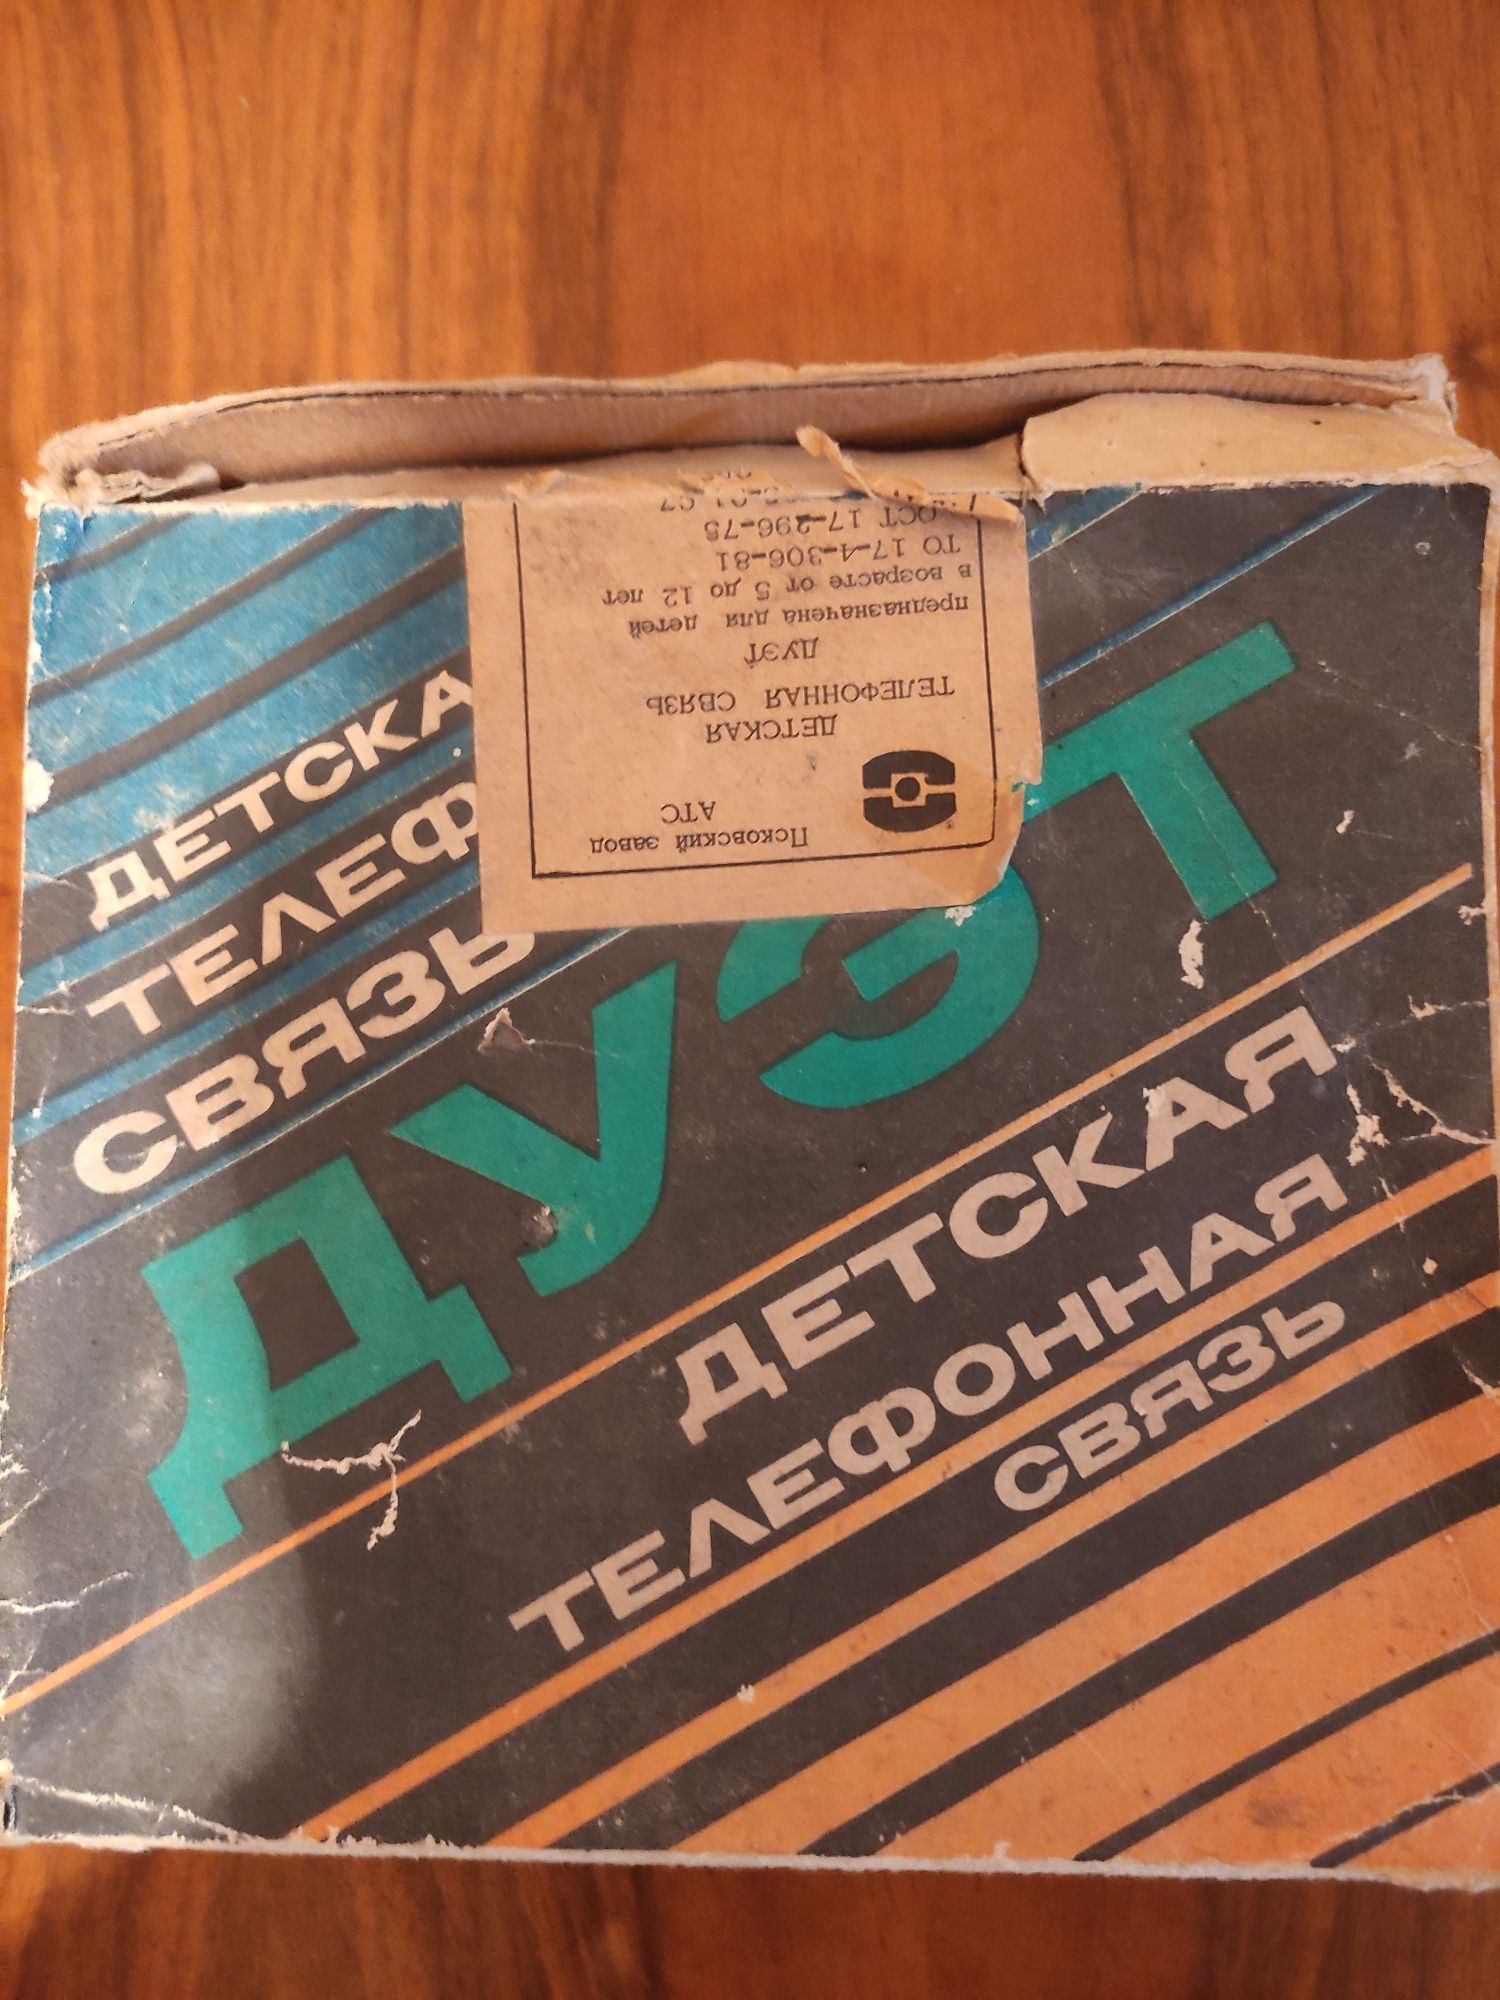 ДЕТСКА
ТЕЛЕФ
СВЯЗЬ
ДУЭТ
ДЕТСКАЯ
ТЕЛЕФОННАЯ
СВЯЗЬ
Псковский завод
АТС
ДЕТСКАЯ
ТЕЛЕФОННАЯ СВЯЗЬ
ДУЭТ
предназначена для детей
в возрасте от 5 до 12 лет
ТО 17-4-306-81
ОСТ 17-296-75